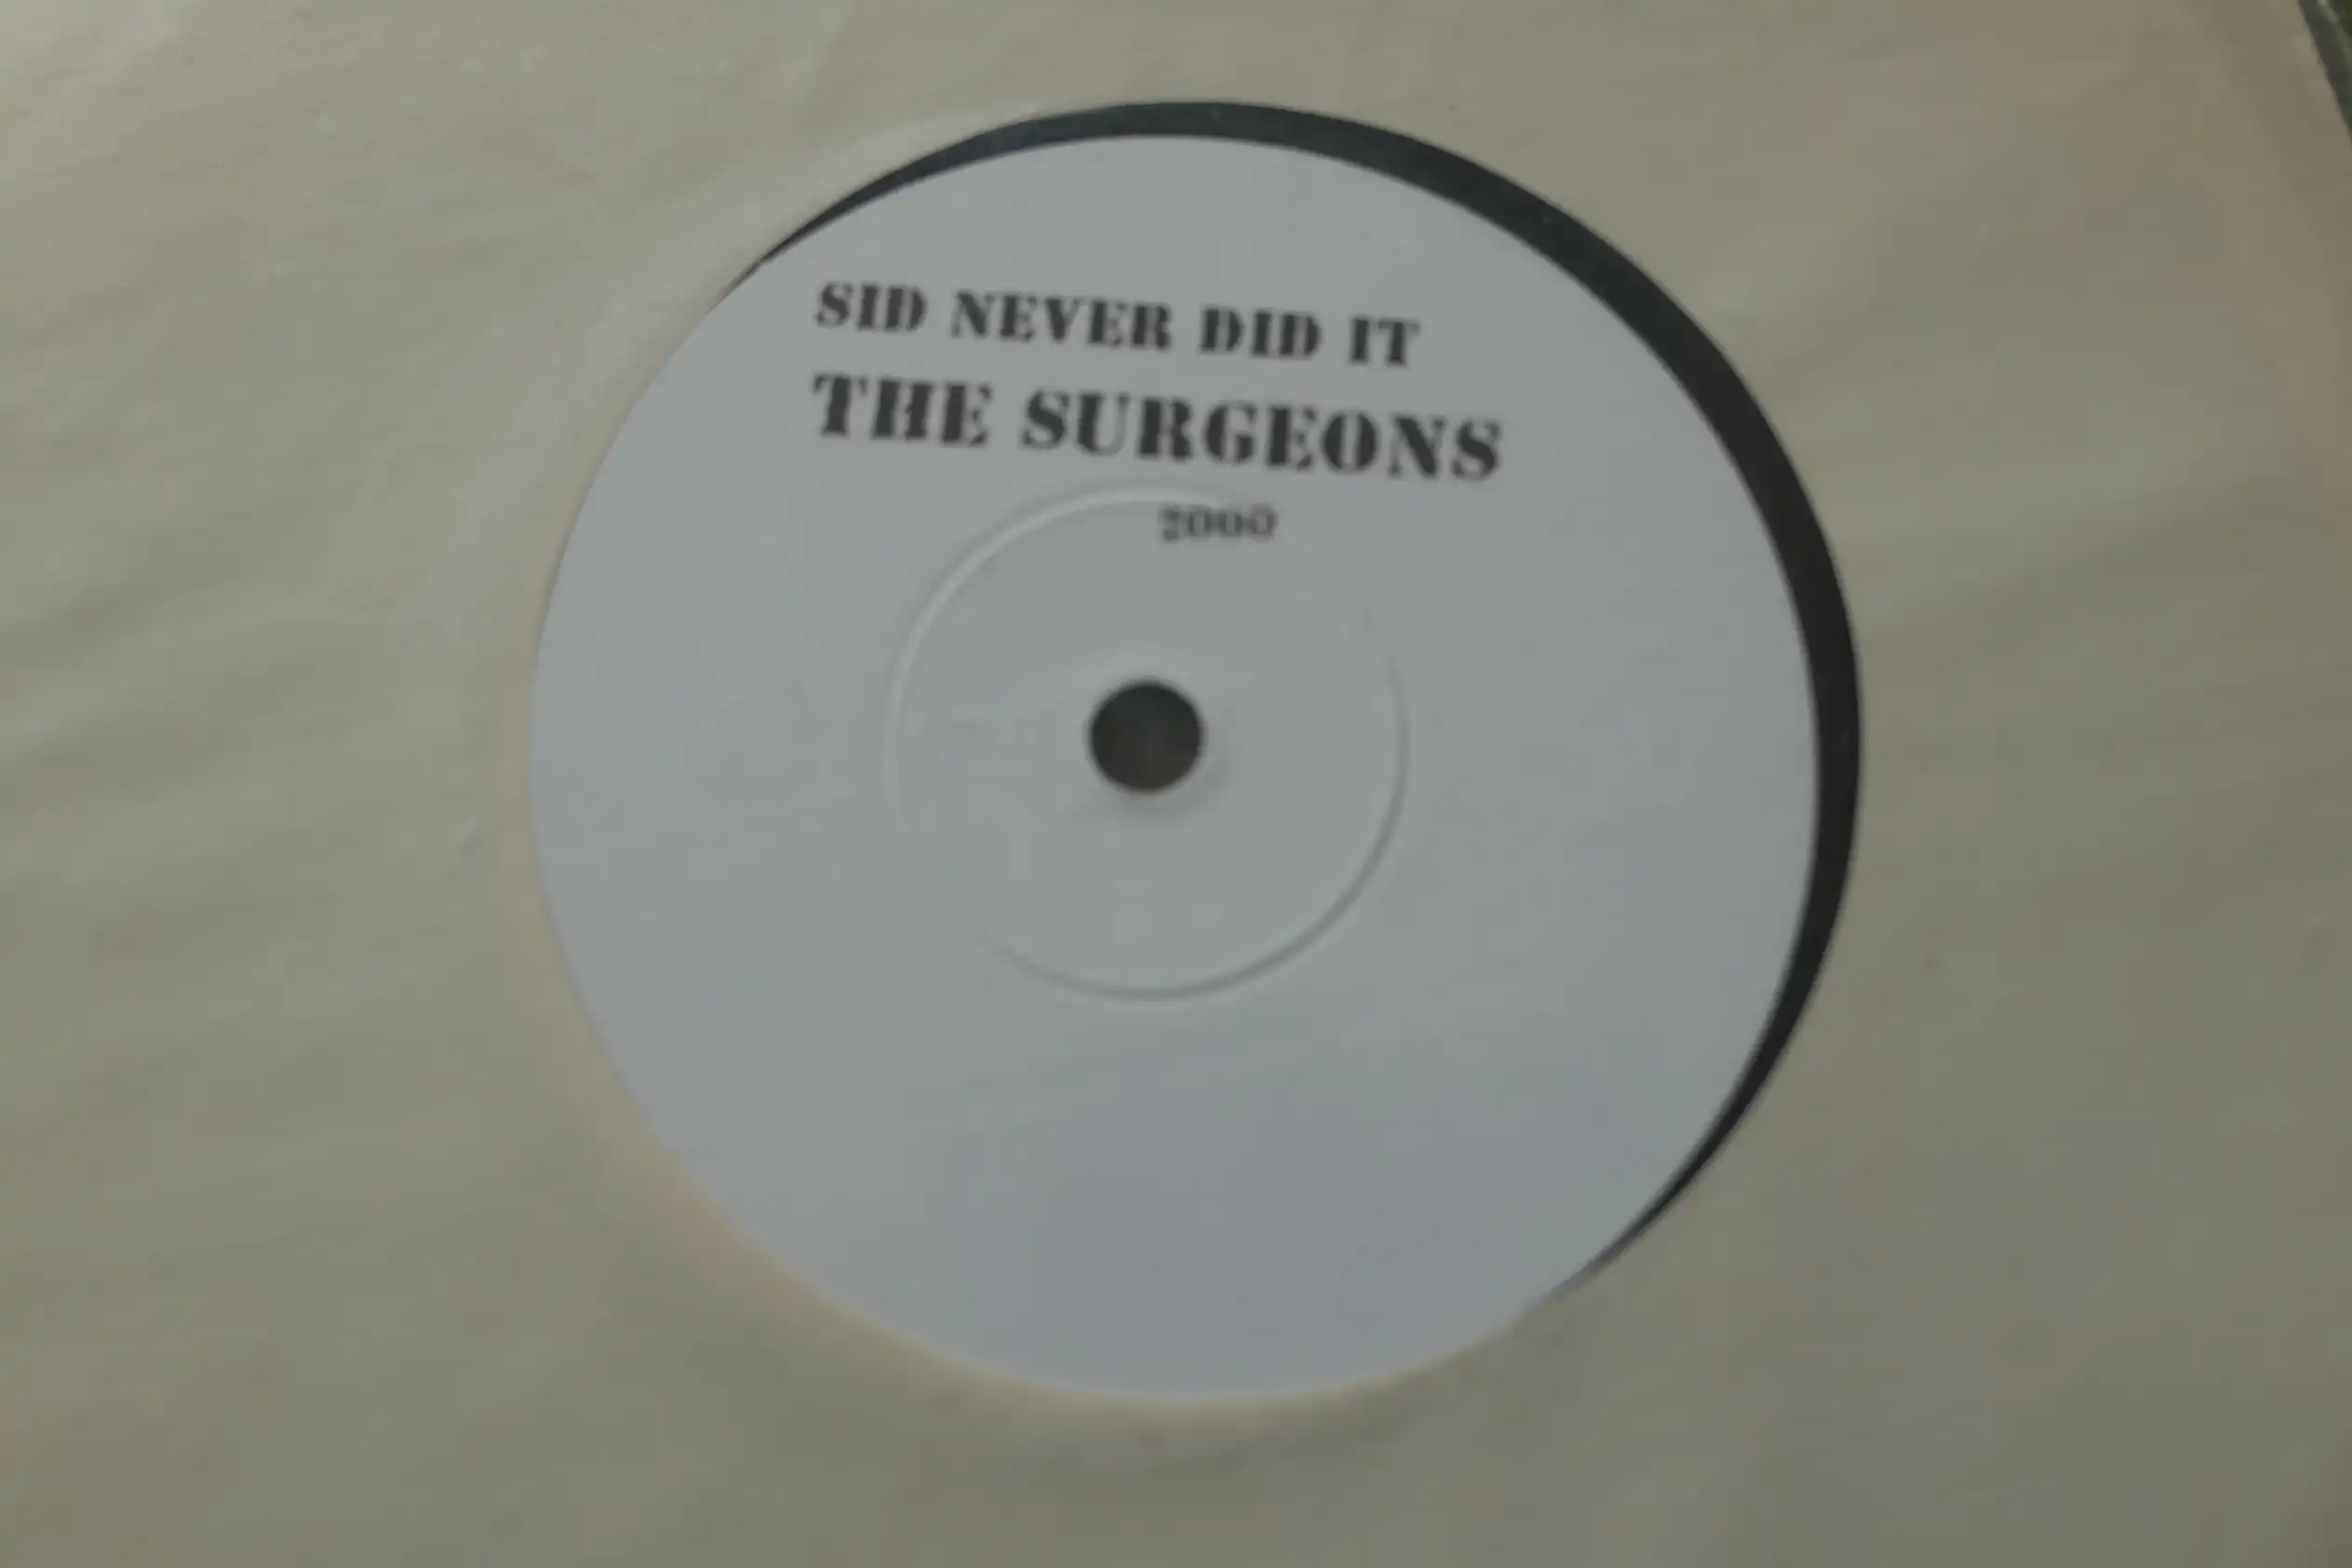 SID NEVER DID IT
THE SURGEONS
2000